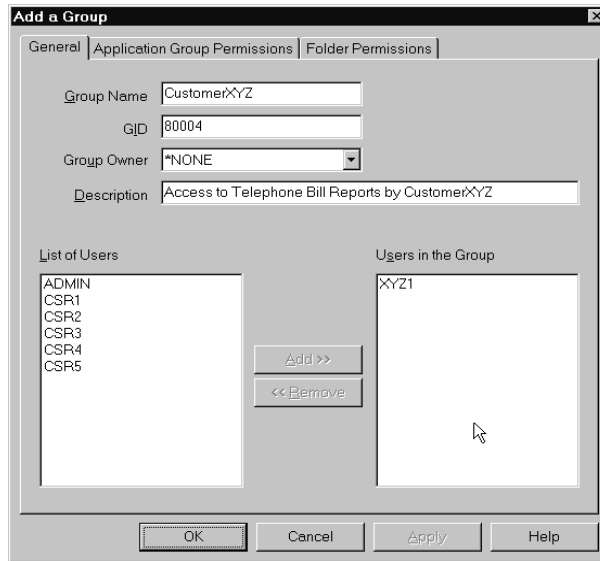 Add a Group
General
Application Group Permissions
Folder Permissions
Group Name
CustomerXYZ
GID
80004
Group Owner
*NONE
Description
Access to Telephone Bill Reports by CustomerXYZ
List of Users
Users in the Group
ADMIN
CSR1
CSR2
CSR3
CSR4
CSR5
XYZ1
Add >>
<< Remove
OK
Cancel
Apply
Help